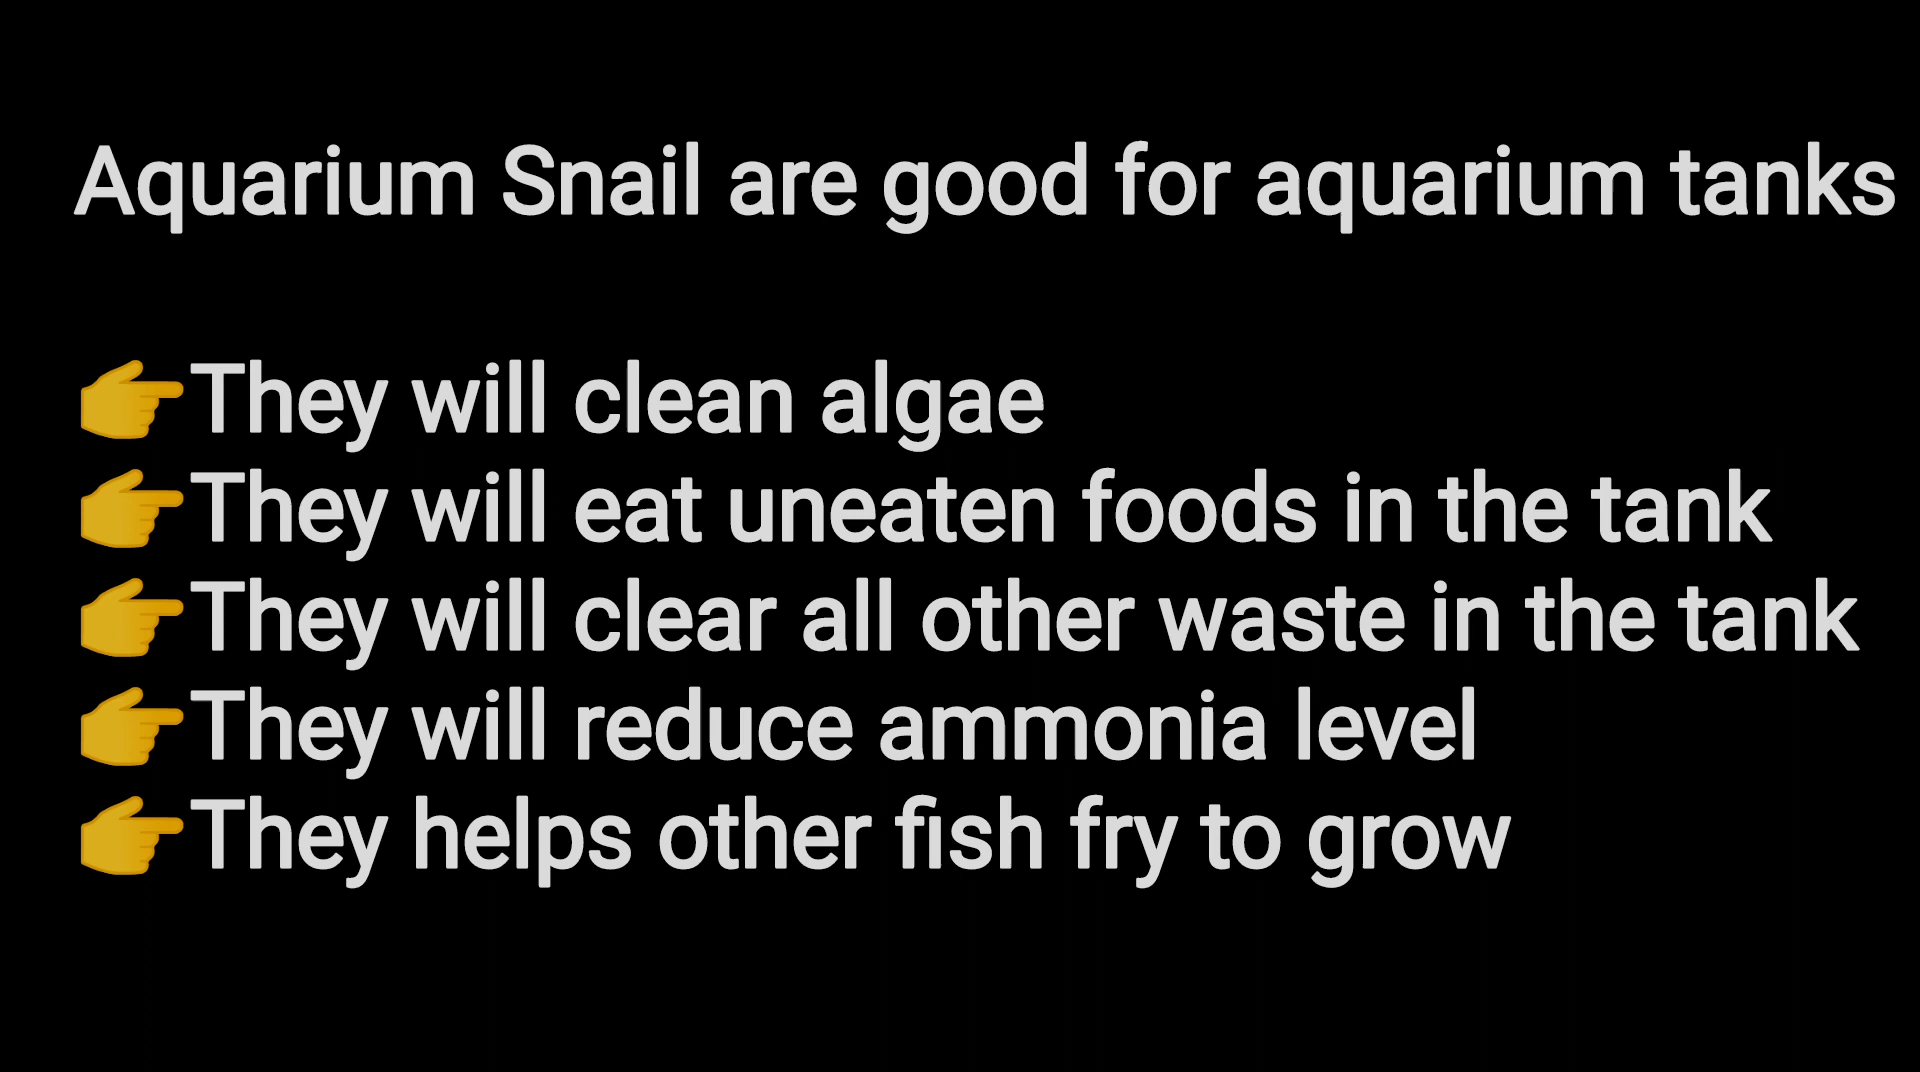 Aquarium Snail are good for aquarium tanks
👉They will clean algae
👉They will eat uneaten foods in the tank
👉They will clear all other waste in the tank
👉They will reduce ammonia level
👉They helps other fish fry to grow